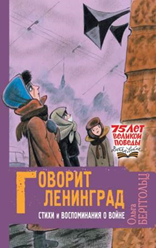 75 ЛЕТ
ВЕЛИКОЙ
ПОБЕДЫ
ГОВОРИТ
ЛЕНИНГРАД
СТИХИ и ВОСПОМИНАНИЯ О ВОЙНЕ
Ольга
БЕРГГОЛЬЦ